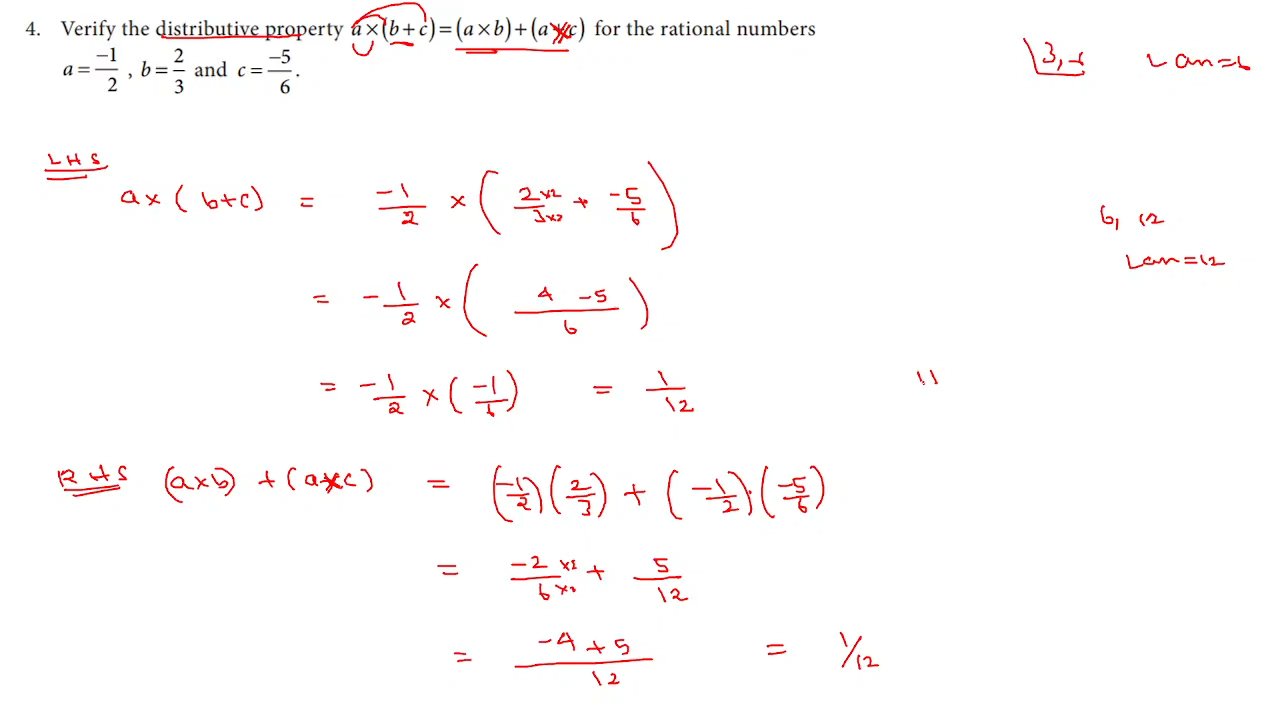 4. Verify the distributive property a×(b+c)=(a×b)+(a×c) for the rational numbers
a = -1/2 , b = 2/3 and c = -5/6.
3, 6 LCM = 6
LHS
a × (b+c) = -1/2 × ( 2×2/3×2 + -5/6 )
6, 12
LCM = 12
= -1/2 × ( 4 -5 / 6 )
= -1/2 × ( -1/6 ) = 1/12
RHS (a×b) + (a×c) = (-1/2)(2/3) + (-1/2)·(-5/6)
= -2×2/6×2 + 5/12
= -4+5/12 = 1/12